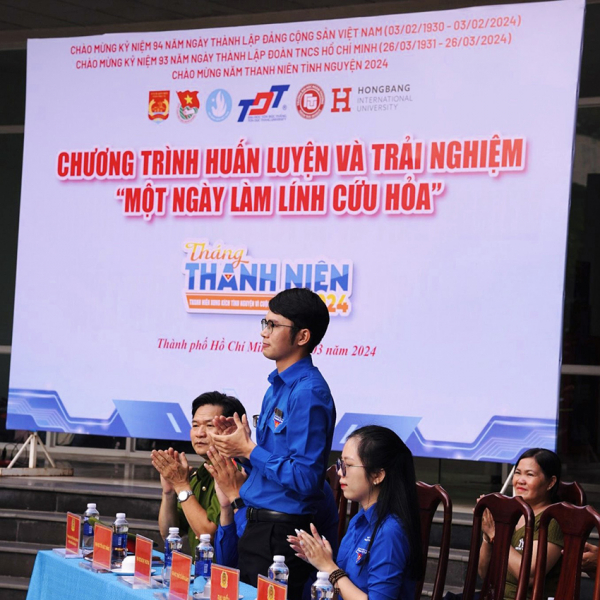 CHÀO MỪNG KỶ NIỆM 94 NĂM NGÀY THÀNH LẬP ĐẢNG CỘNG SẢN VIỆT NAM (03/02/1930 - 03/02/2024)
CHÀO MỪNG KỶ NIỆM 93 NĂM NGÀY THÀNH LẬP ĐOÀN TNCS HỒ CHÍ MINH (26/03/1931 - 26/03/2024)
CHÀO MỪNG NĂM THANH NIÊN TÌNH NGUYỆN 2024
TDT
H HONGBANG
INTERNATIONAL
UNIVERSITY
CHƯƠNG TRÌNH HUẤN LUYỆN VÀ TRẢI NGHIỆM
“MỘT NGÀY LÀM LÍNH CỨU HỎA”
Tháng
THANH NIÊN
2024
Thành phố Hồ Chí Min 03 năm 2024